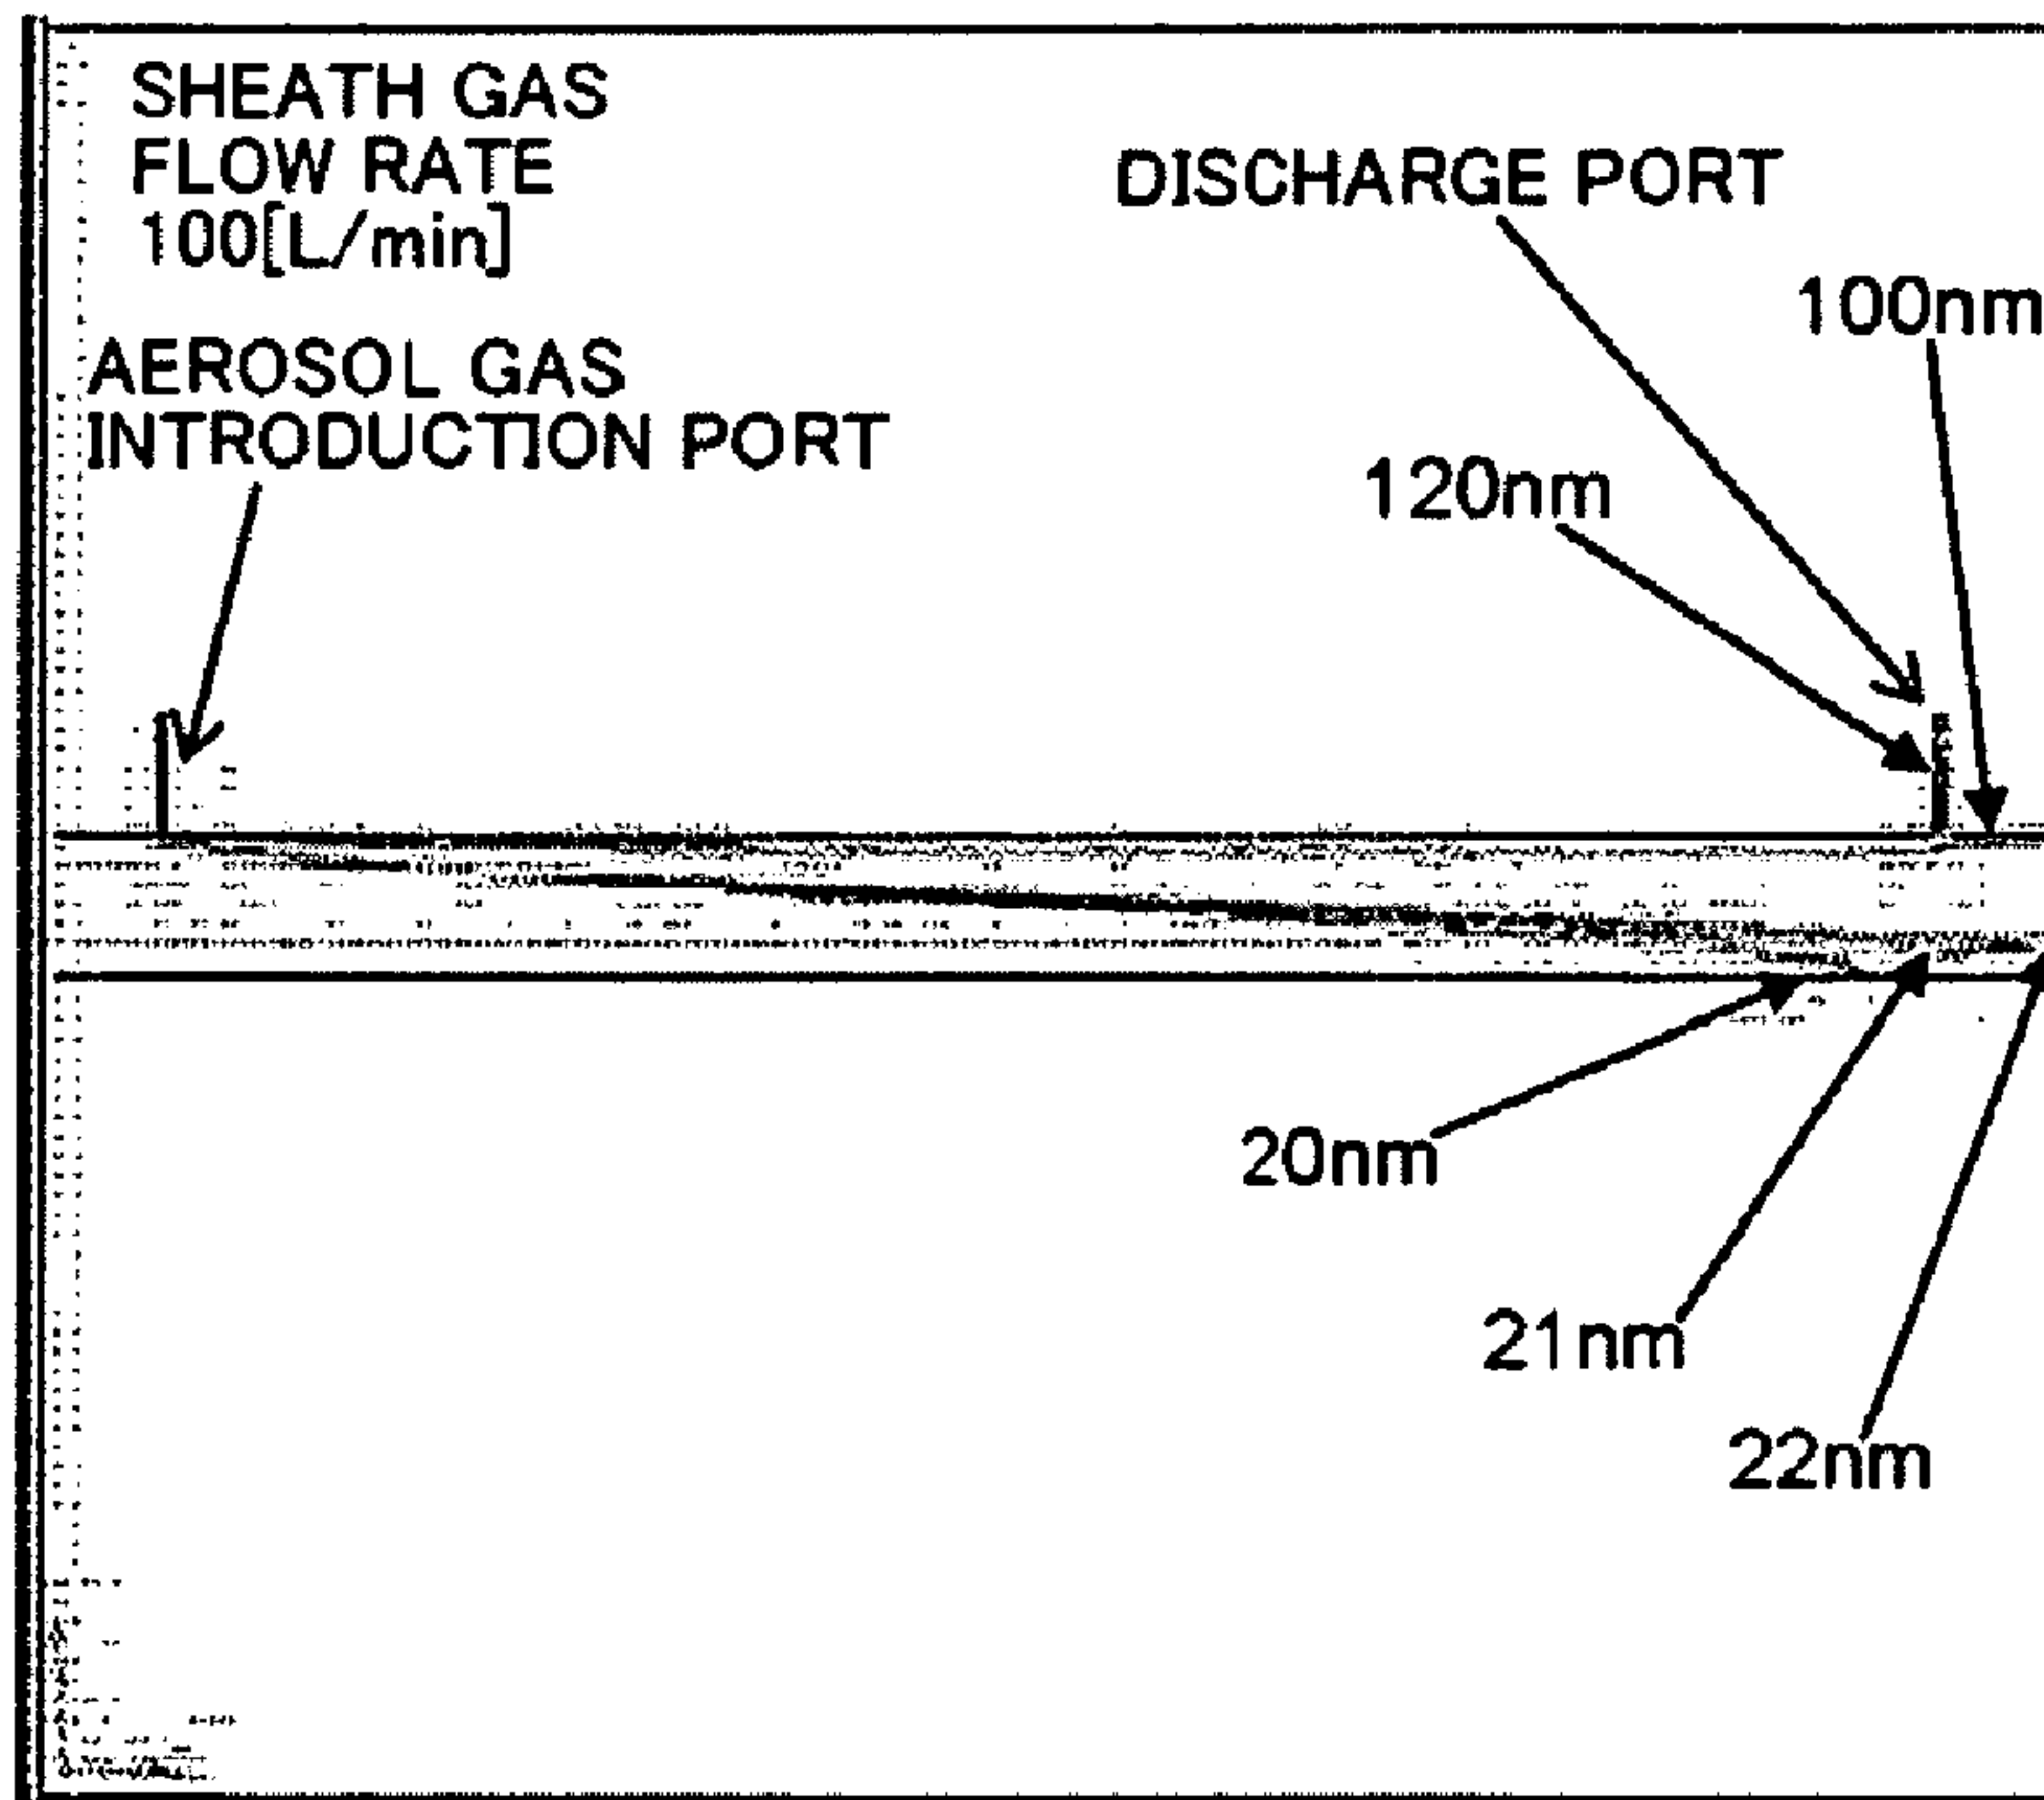 SHEATH GAS
FLOW RATE
100[L/min]
DISCHARGE PORT
100nm
AEROSOL GAS
INTRODUCTION PORT
120nm
20nm
21nm
22nm